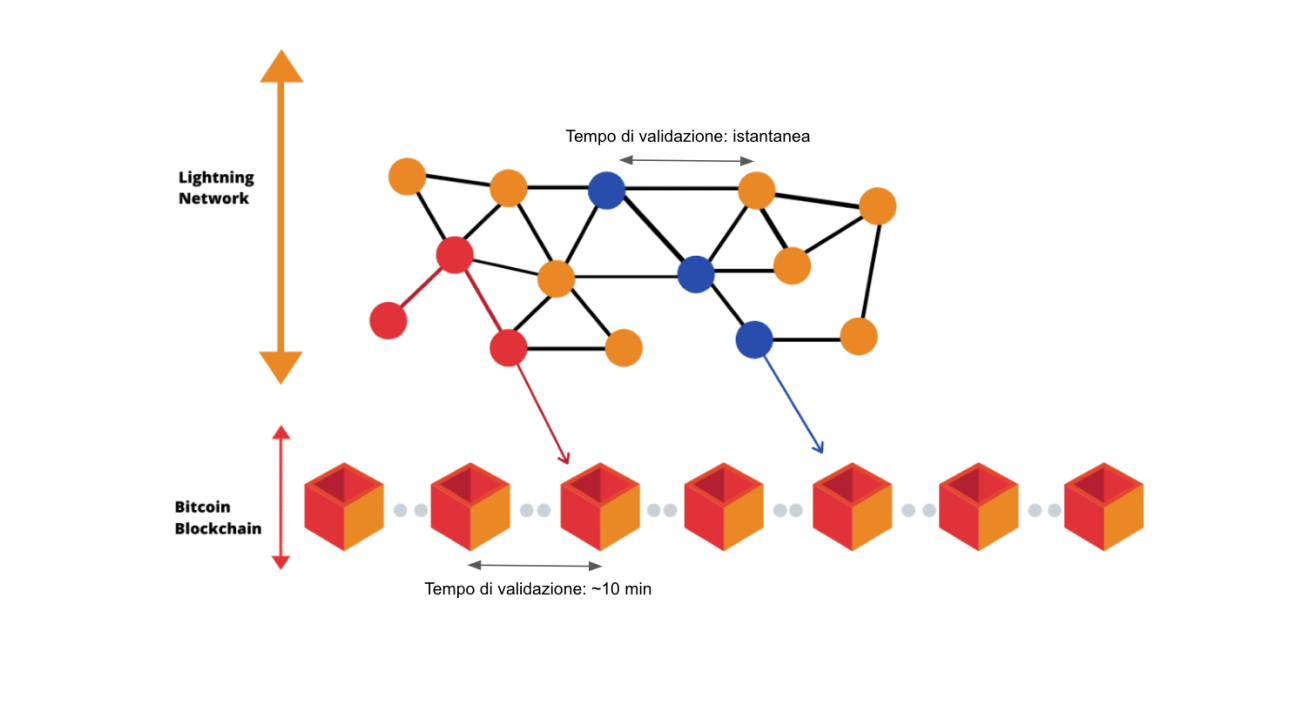 Tempo di validazione: istantanea
Lightning
Network
Bitcoin
Blockchain
Tempo di validazione: ~10 min